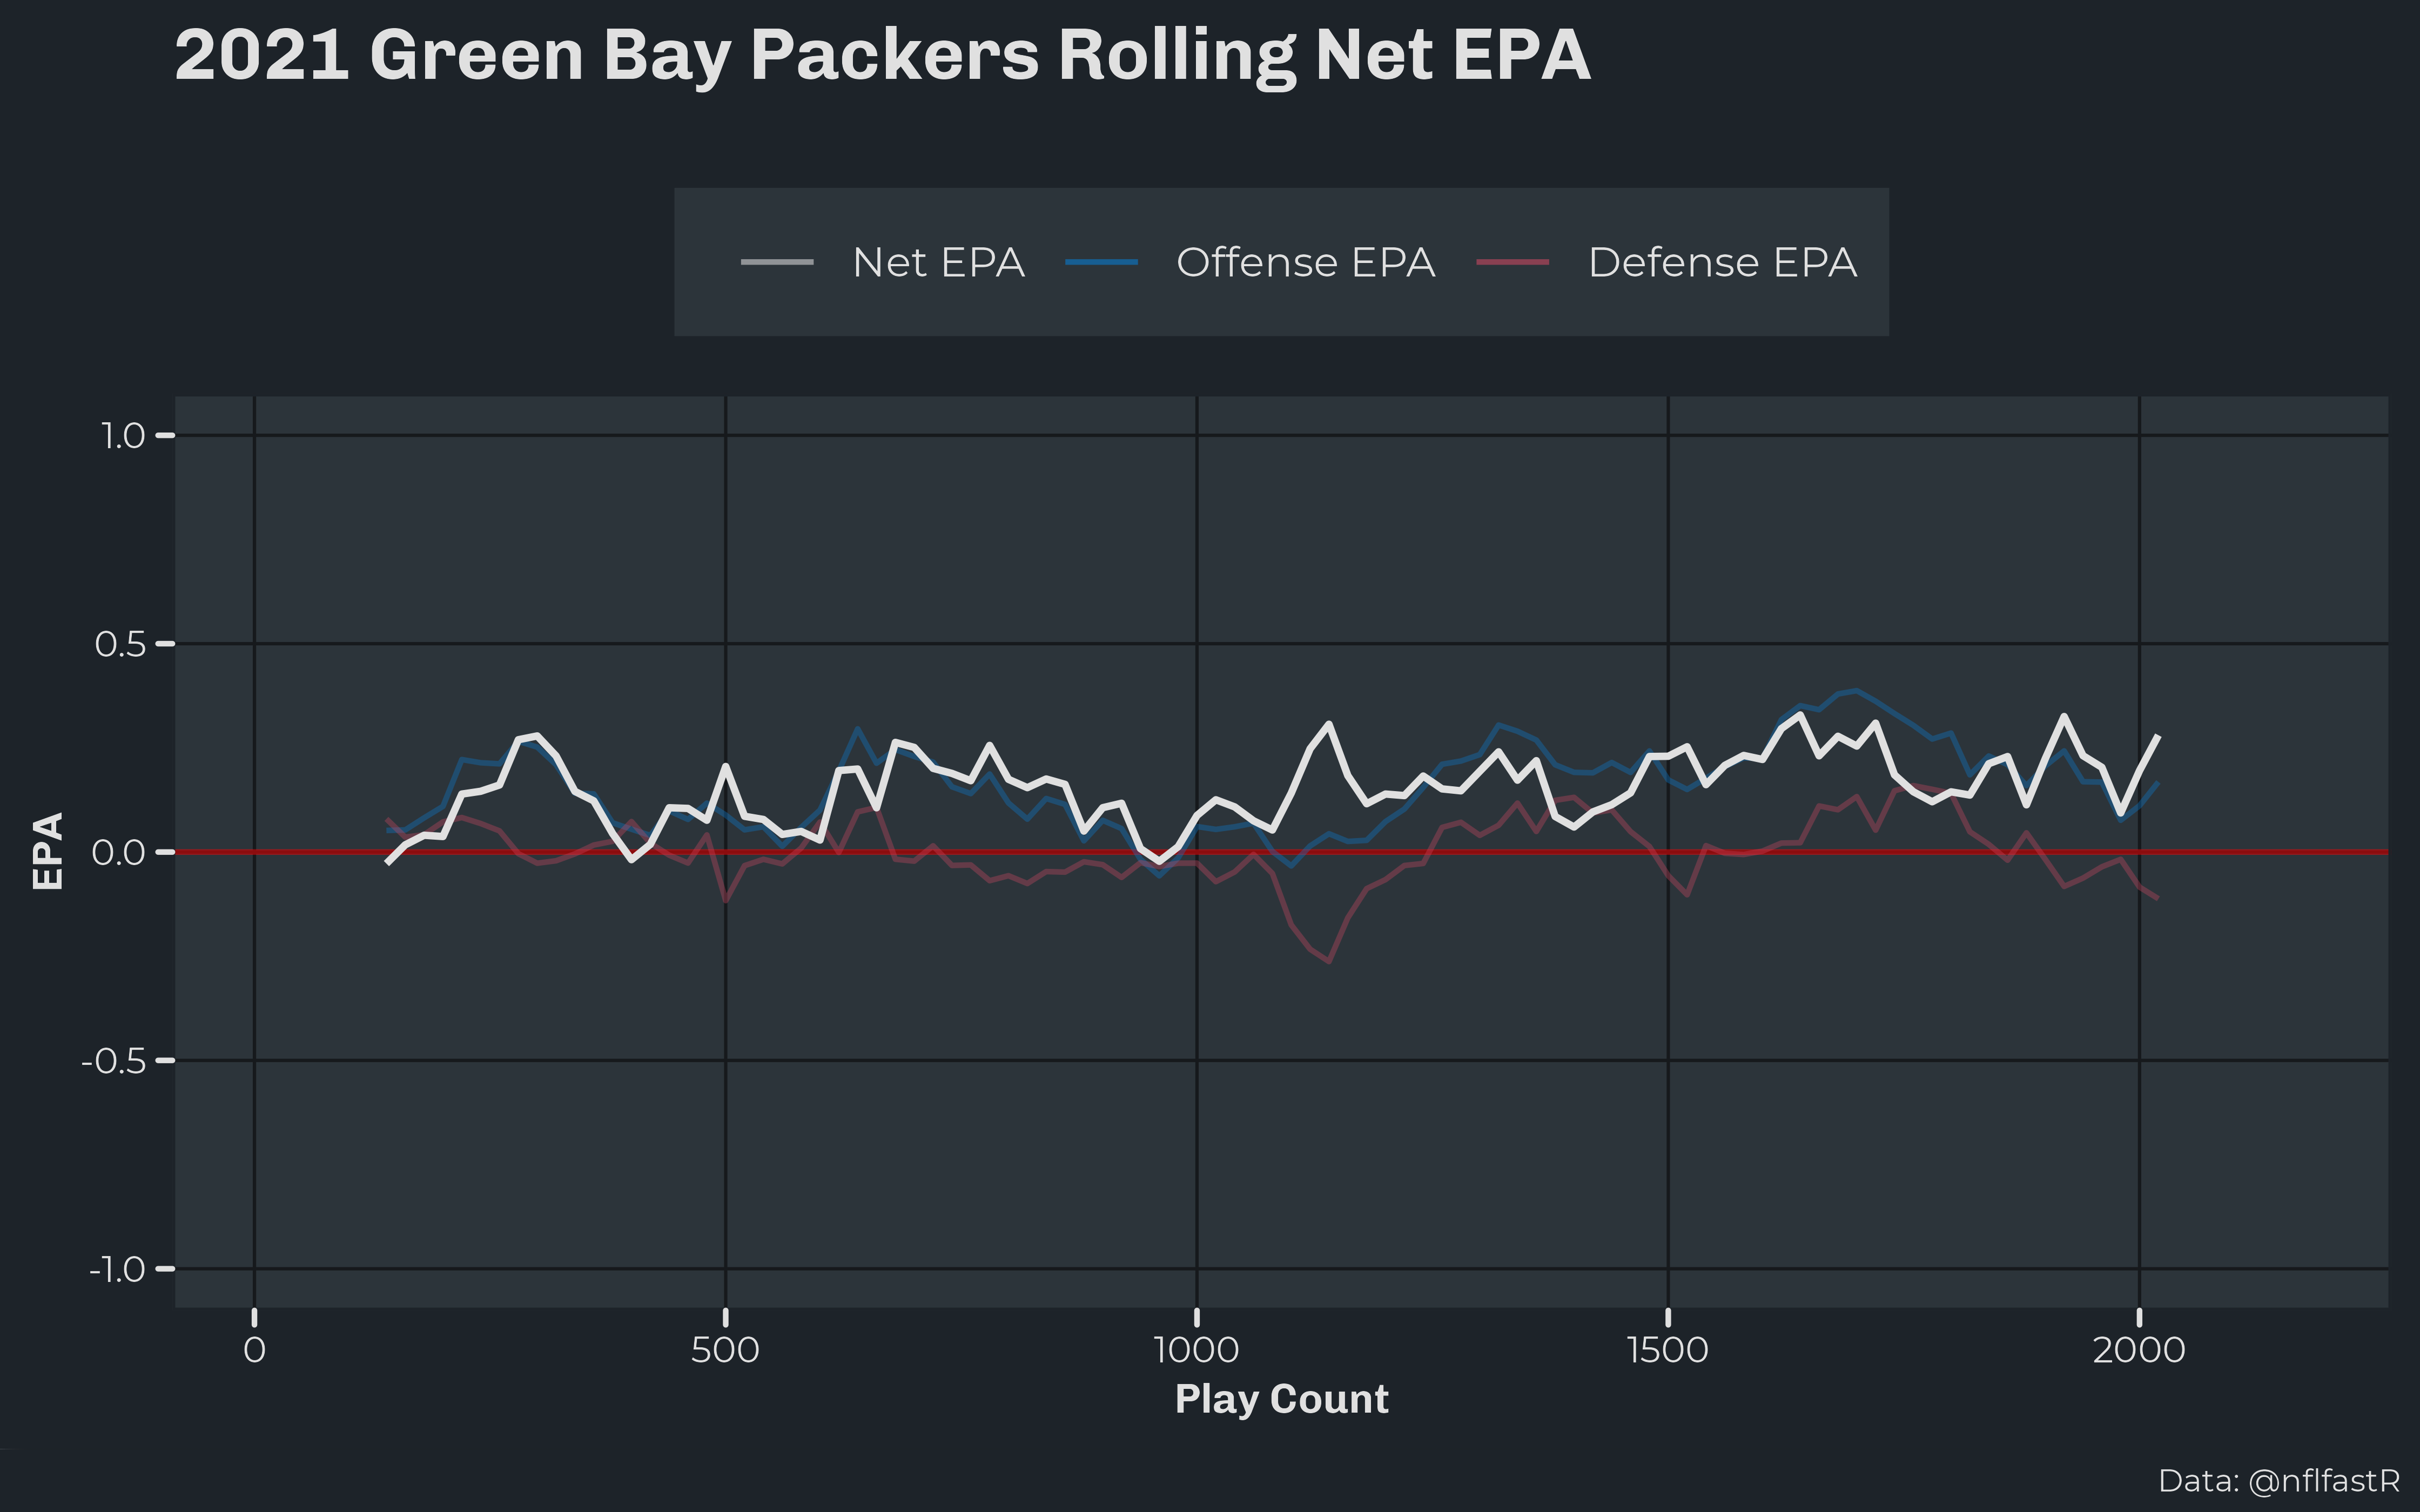 2021 Green Bay Packers Rolling Net EPA
Net EPA Offense EPA Defense EPA
1.0
0.5
0.0
-0.5
-1.0
EPA
0 500 1000 1500 2000
Play Count
Data: @nflfastR